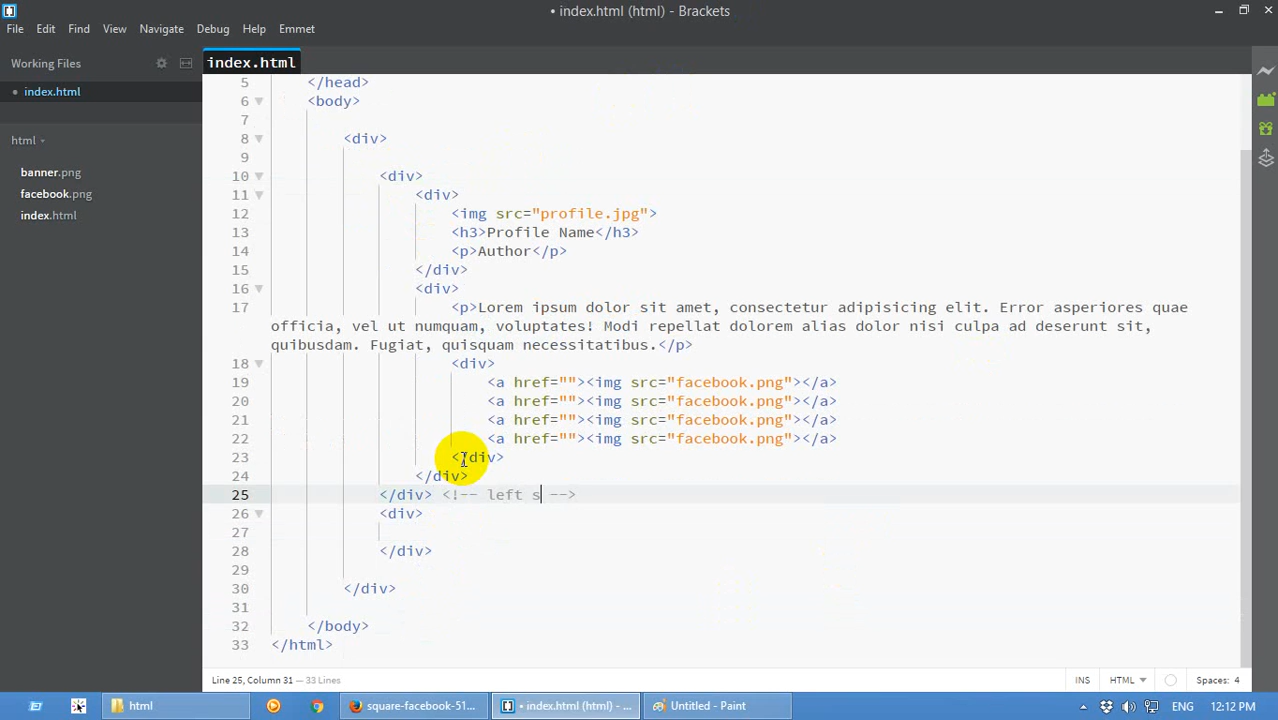 • index.html (html) - Brackets
File Edit Find View Navigate Debug Help Emmet
Working Files
• index.html
html
banner.png
facebook.png
index.html
index.html
5 </head>
6 <body>
7
8 <div>
9
10 <div>
11 <div>
12 <img src="profile.jpg">
13 <h3>Profile Name</h3>
14 <p>Author</p>
15 </div>
16 <div>
17 <p>Lorem ipsum dolor sit amet, consectetur adipisicing elit. Error asperiores quae
officia, vel ut numquam, voluptates! Modi repellat dolorem alias dolor nisi culpa ad deserunt sit,
quibusdam. Fugiat, quisquam necessitatibus.</p>
18 <div>
19 <a href=""><img src="facebook.png"></a>
20 <a href=""><img src="facebook.png"></a>
21 <a href=""><img src="facebook.png"></a>
22 <a href=""><img src="facebook.png"></a>
23 </div>
24 </div>
25 </div> <!-- left s -->
26 <div>
27
28 </div>
29
30 </div>
31
32 </body>
33 </html>
Line 25, Column 31 — 33 Lines
INS HTML Spaces: 4
html
square-facebook-51...
• index.html (html) - ...
Untitled - Paint
ENG 12:12 PM